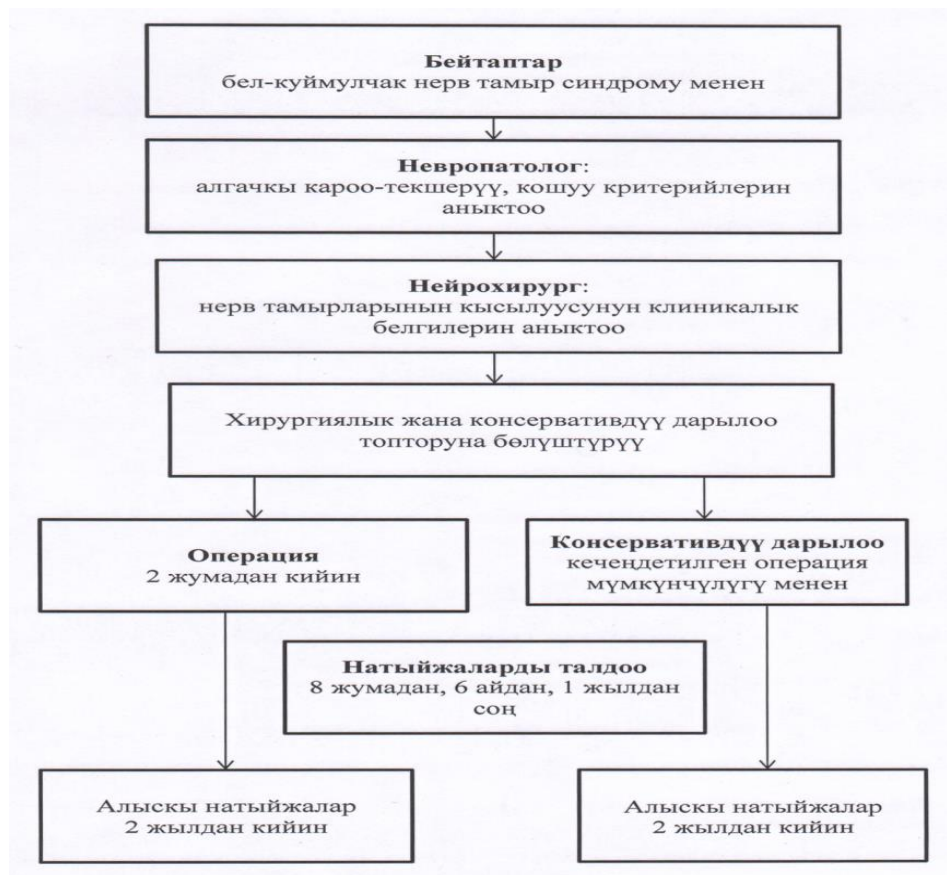 Бейтаптар
бел-куймулчак нерв тамыр синдрому менен
Невропатолог:
алгачкы кароо-текшерүү, кошуу критерийлерин
аныктоо
Нейрохирург:
нерв тамырларынын кысылуусунун клиникалык
белгилерин аныктоо
Хирургиялык жана консервативдүү дарылоо
топторуна бөлүштүрүү
Операция
2 жумадан кийин
Консервативдүү дарылоо
кечеңдетилген операция
мүмкүнчүлүгү менен
Натыйжаларды талдоо
8 жумадан, 6 айдан, 1 жылдан
соң
Алыскы натыйжалар
2 жылдан кийин
Алыскы натыйжалар
2 жылдан кийин